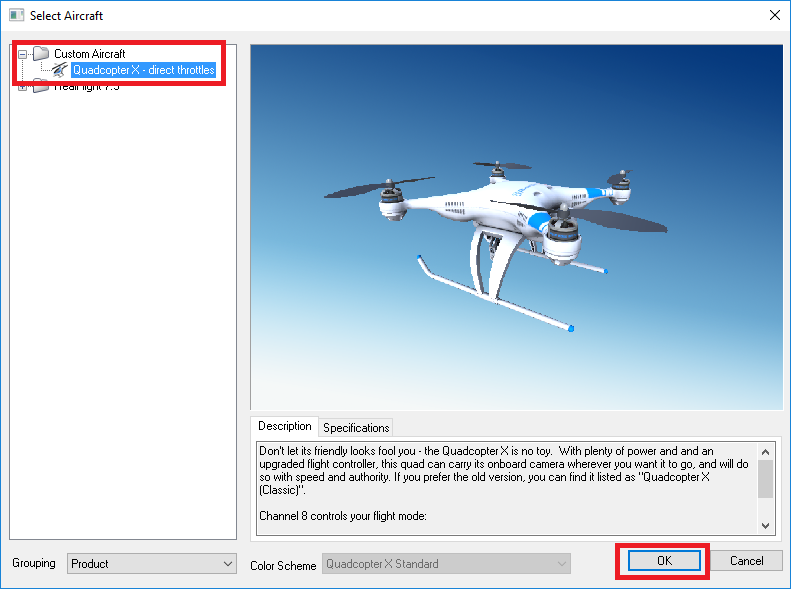 Select Aircraft
Custom Aircraft
Quadcopter X - direct throttles
RealFlight 7.5
Description
Specifications
Don't let its friendly looks fool you - the Quadcopter X is no toy.  With plenty of power and and an
upgraded flight controller, this quad can carry its onboard camera wherever you want it to go, and will do
so with speed and authority. If you prefer the old version, you can find it listed as "Quadcopter X
(Classic)".
Channel 8 controls your flight mode:
Grouping
Product
Color Scheme
Quadcopter X Standard
OK
Cancel